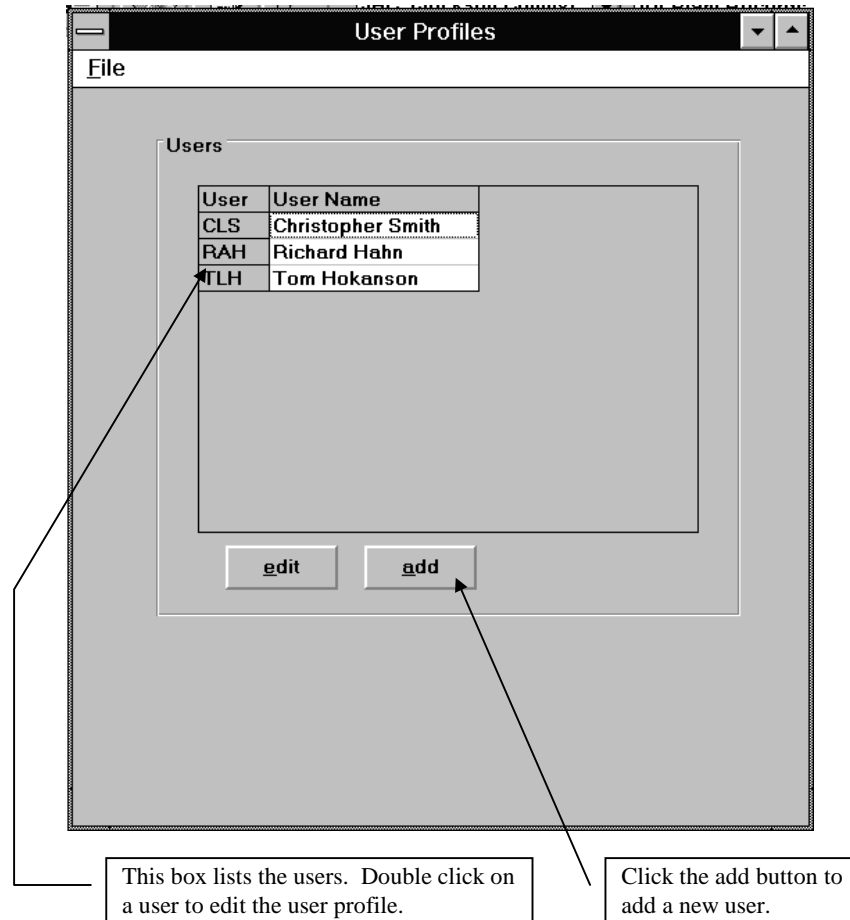 User Profiles
File
Users
User User Name
CLS Christopher Smith
RAH Richard Hahn
TLH Tom Hokanson
edit add
This box lists the users. Double click on
a user to edit the user profile.
Click the add button to
add a new user.